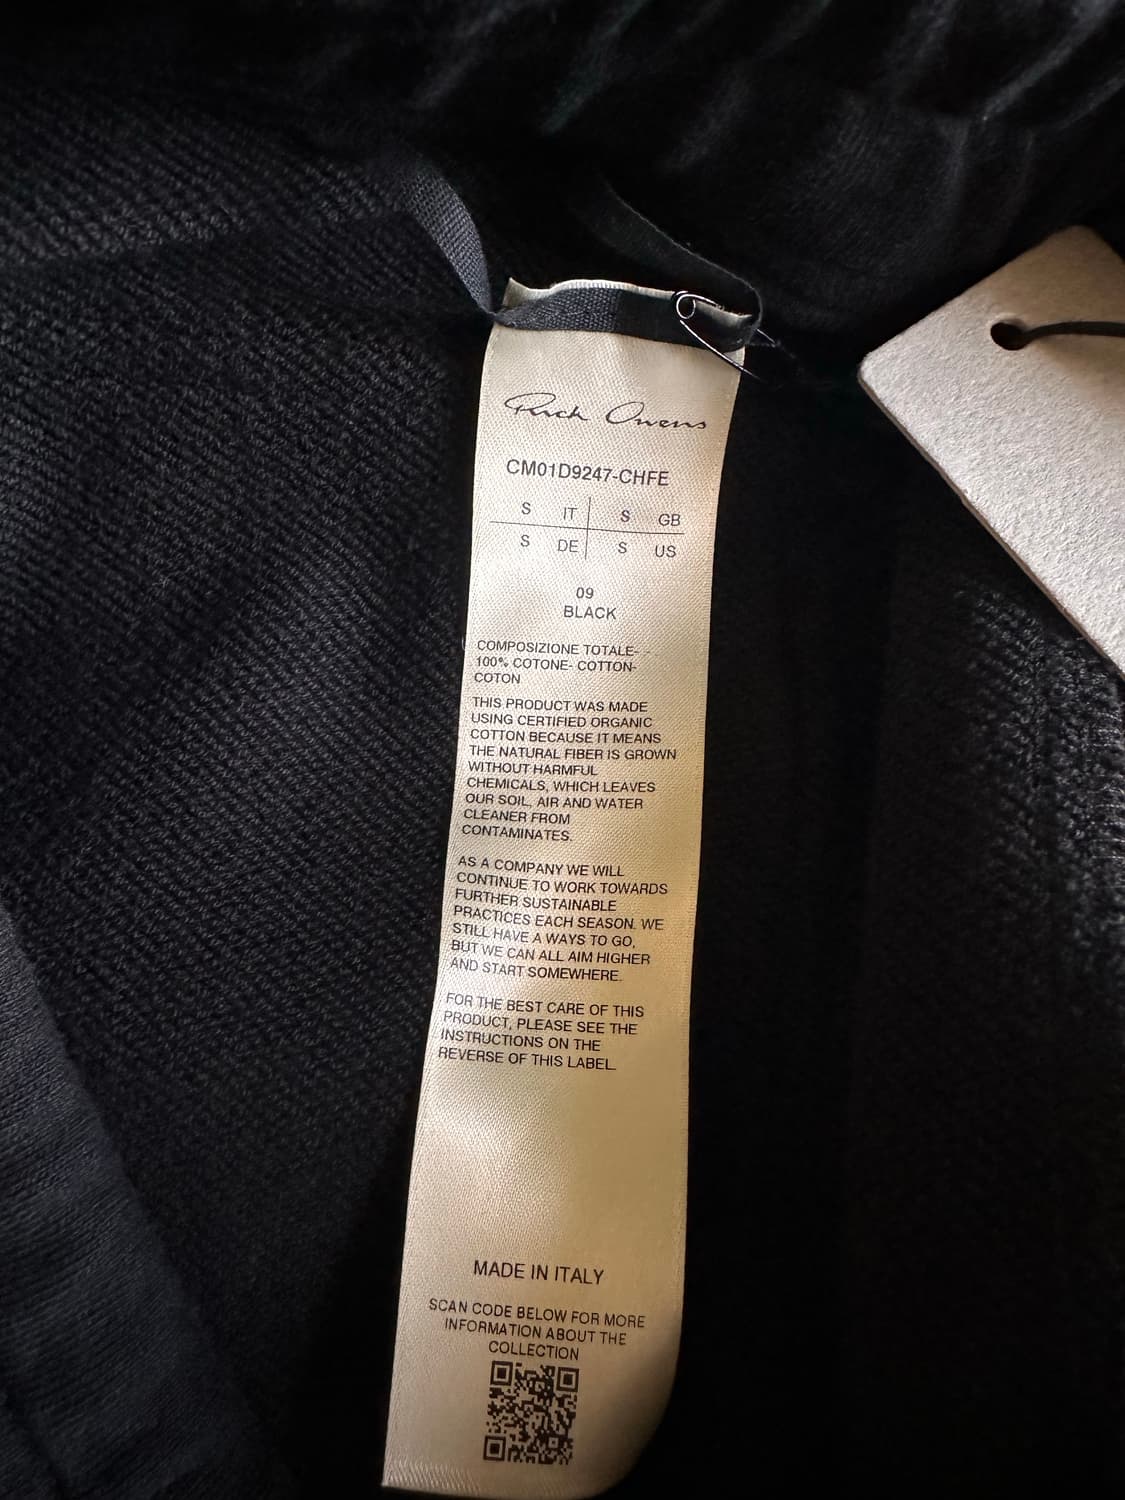 Rick Owens
CM01D9247-CHFE
S IT S GB
S DE S US
09
BLACK
COMPOSIZIONE TOTALE- -
100% COTONE- COTTON-
COTON
THIS PRODUCT WAS MADE
USING CERTIFIED ORGANIC
COTTON BECAUSE IT MEANS
THE NATURAL FIBER IS GROWN
WITHOUT HARMFUL
CHEMICALS, WHICH LEAVES
OUR SOIL, AIR AND WATER
CLEANER FROM
CONTAMINATES.
AS A COMPANY WE WILL
CONTINUE TO WORK TOWARDS
FURTHER SUSTAINABLE
PRACTICES EACH SEASON. WE
STILL HAVE A WAYS TO GO,
BUT WE CAN ALL AIM HIGHER
AND START SOMEWHERE.
FOR THE BEST CARE OF THIS
PRODUCT, PLEASE SEE THE
INSTRUCTIONS ON THE
REVERSE OF THIS LABEL.
MADE IN ITALY
SCAN CODE BELOW FOR MORE
INFORMATION ABOUT THE
COLLECTION